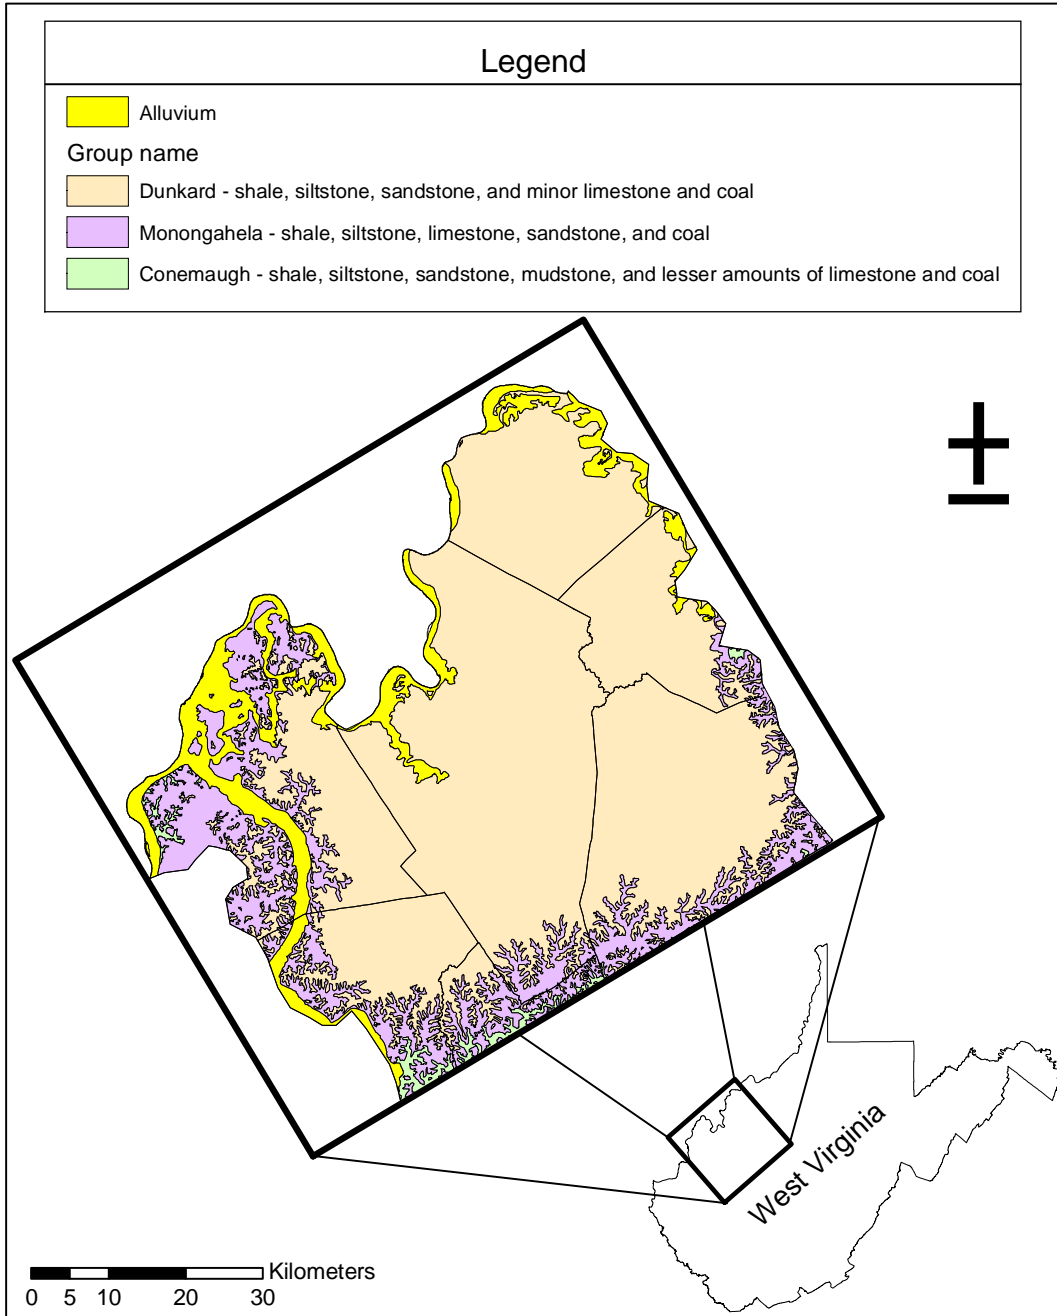 Legend
Alluvium
Group name
Dunkard - shale, siltstone, sandstone, and minor limestone and coal
Monongahela - shale, siltstone, limestone, sandstone, and coal
Conemaugh - shale, siltstone, sandstone, mudstone, and lesser amounts of limestone and coal
West Virginia
Kilometers
0 5 10 20 30